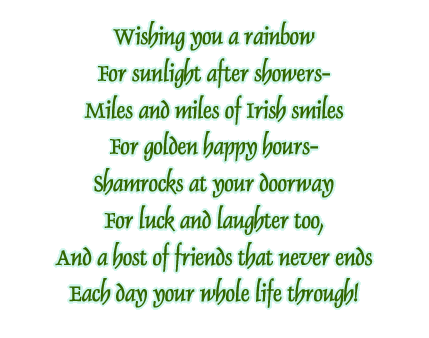 Wishing you a rainbow
For sunlight after showers-
Miles and miles of Irish smiles
For golden happy hours-
Shamrocks at your doorway
For luck and laughter too,
And a host of friends that never ends
Each day your whole life through!